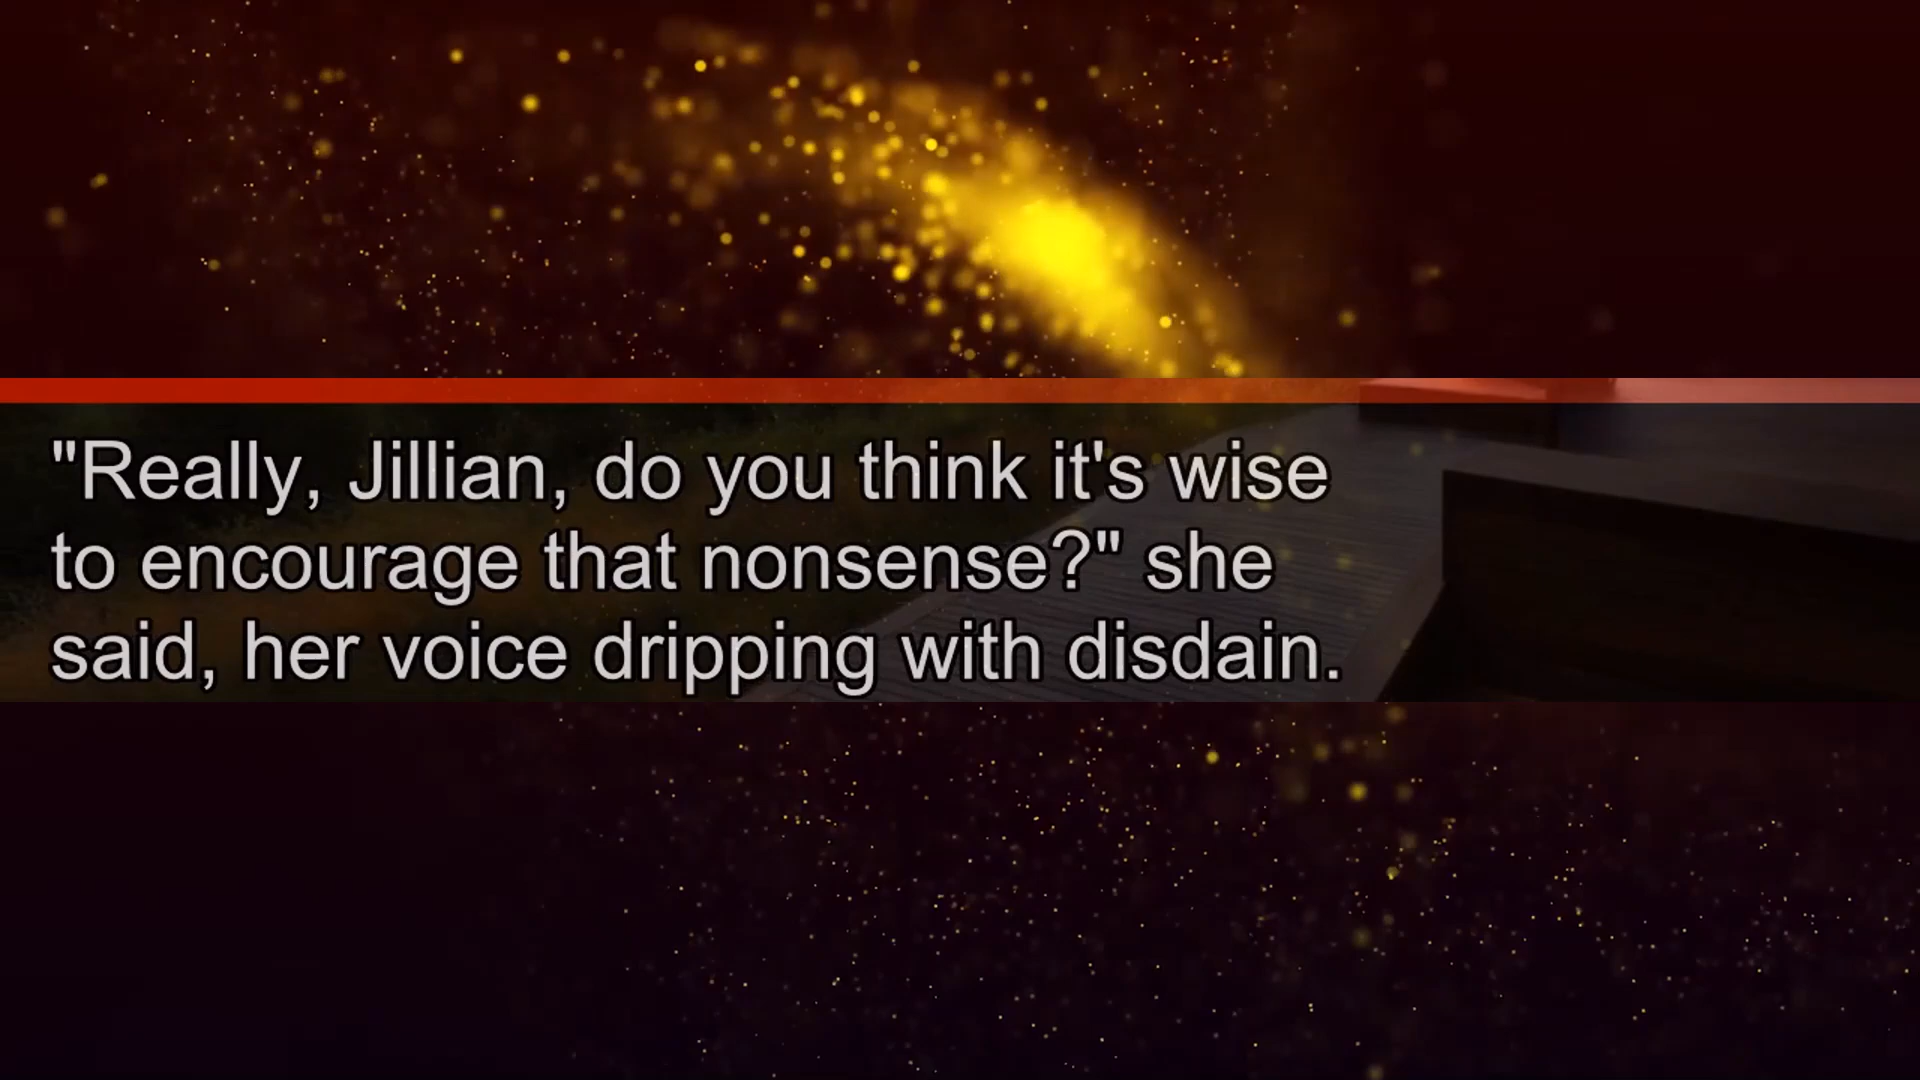 "Really, Jillian, do you think it's wise
to encourage that nonsense?" she
said, her voice dripping with disdain.